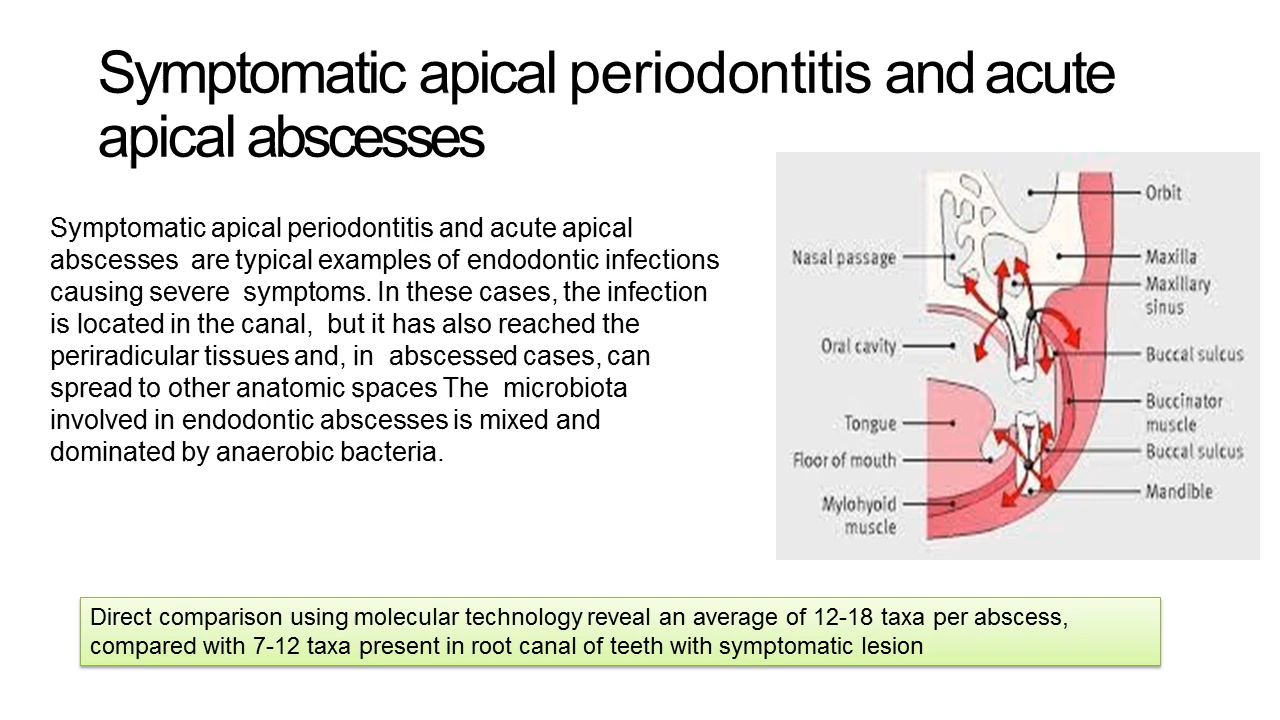 Symptomatic apical periodontitis and acute
apical abscesses
Symptomatic apical periodontitis and acute apical
abscesses are typical examples of endodontic infections
causing severe symptoms. In these cases, the infection
is located in the canal, but it has also reached the
periradicular tissues and, in abscessed cases, can
spread to other anatomic spaces The microbiota
involved in endodontic abscesses is mixed and
dominated by anaerobic bacteria.
Nasal passage
Oral cavity
Tongue
Floor of mouth
Mylohyoid
muscle
Orbit
Maxilla
Maxillary
sinus
Buccal sulcus
Buccinator
muscle
Buccal sulcus
Mandible
Direct comparison using molecular technology reveal an average of 12-18 taxa per abscess,
compared with 7-12 taxa present in root canal of teeth with symptomatic lesion